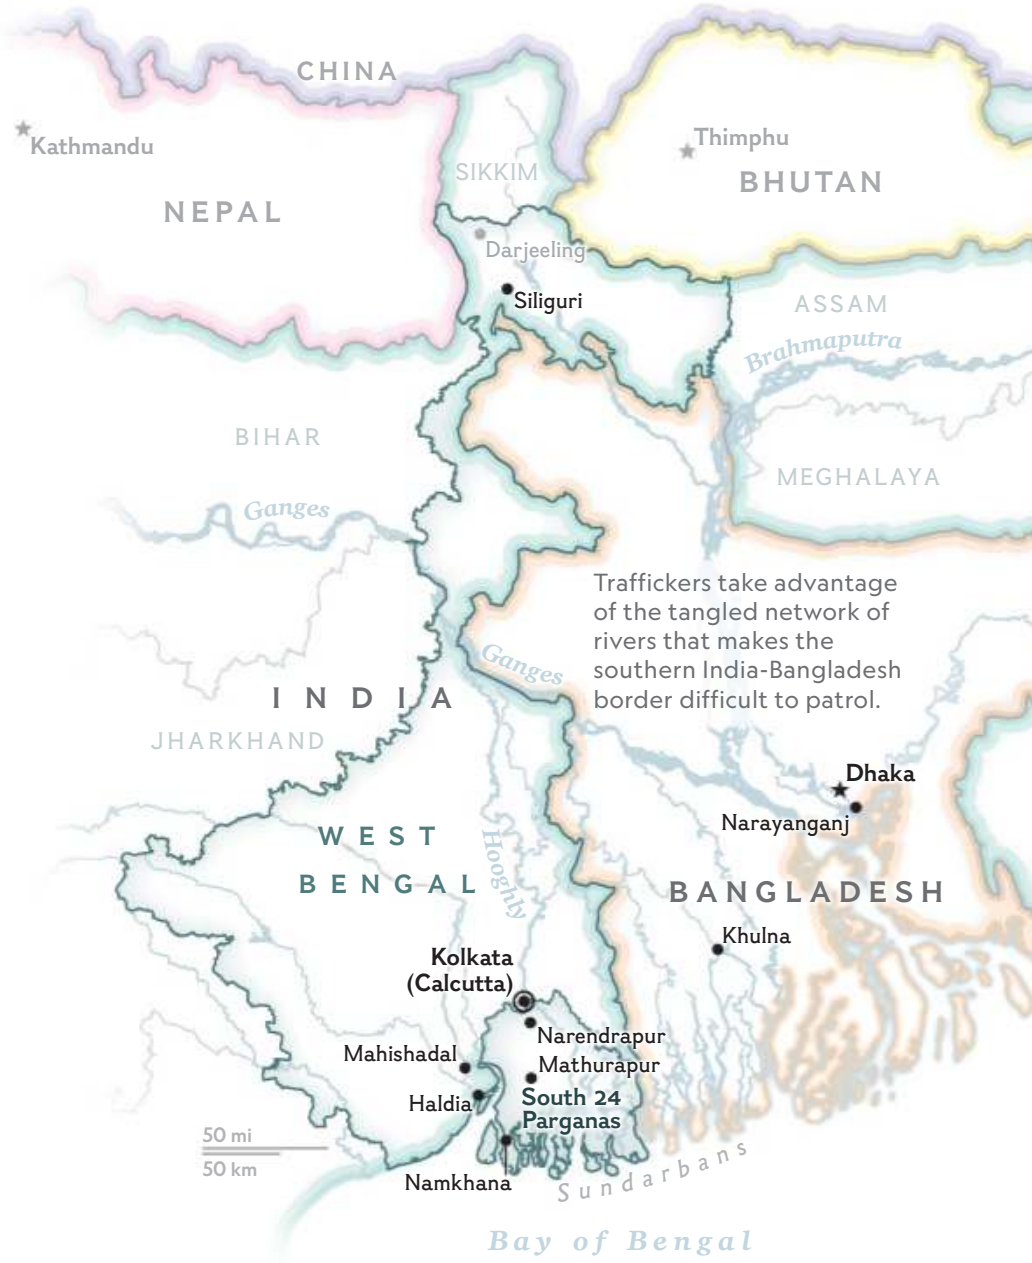 CHINA
Kathmandu
Thimphu
SIKKIM
BHUTAN
NEPAL
Darjeeling
Siliguri
ASSAM
Brahmaputra
BIHAR
MEGHALAYA
Ganges
Traffickers take advantage
of the tangled network of
rivers that makes the
southern India-Bangladesh
border difficult to patrol.
Ganges
INDIA
JHARKHAND
Dhaka
Narayanganj
WEST
BENGAL
Hooghly
BANGLADESH
Khulna
Kolkata
(Calcutta)
Narendrapur
Mahishadal
Mathurapur
Haldia
South 24
Parganas
50 mi
50 km
Namkhana
Sundarbans
Bay of Bengal